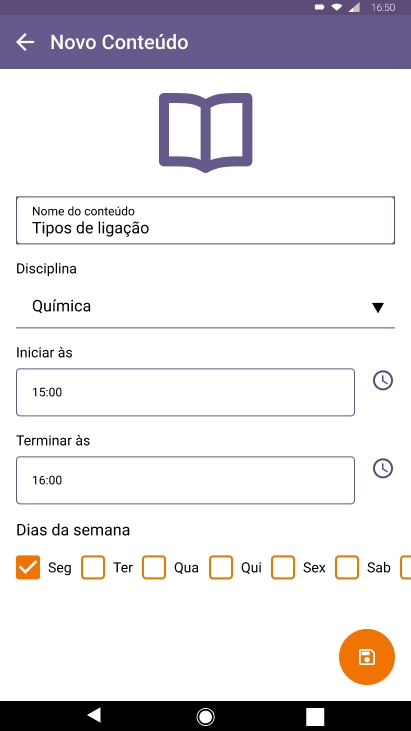 16:50
Novo Conteúdo
Nome do conteúdo
Tipos de ligação
Disciplina
Química
Iniciar às
15:00
Terminar às
16:00
Dias da semana
Seg Ter Qua Qui Sex Sab